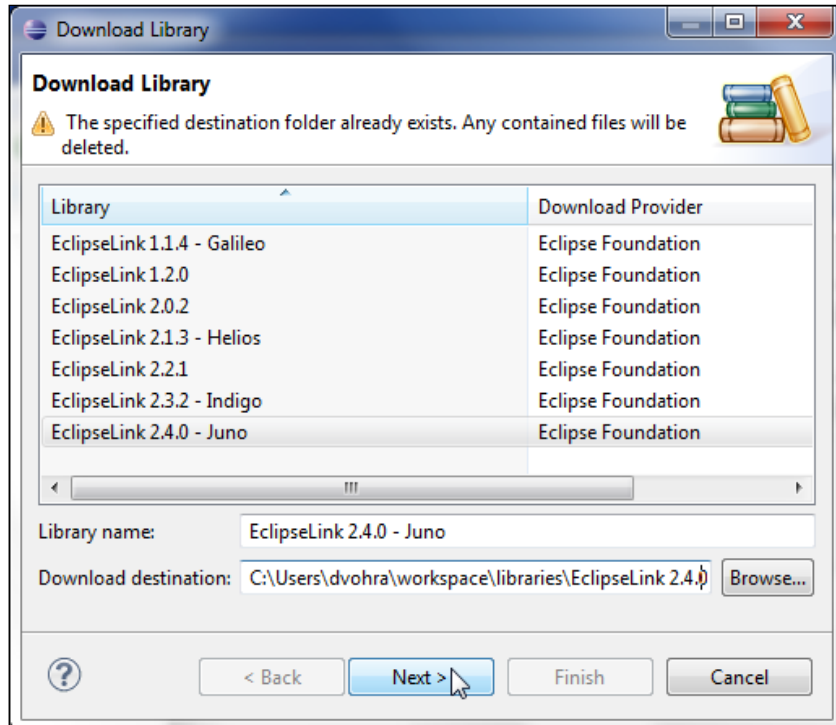 Download Library
Download Library
The specified destination folder already exists. Any contained files will be
deleted.
Library Download Provider
EclipseLink 1.1.4 - Galileo Eclipse Foundation
EclipseLink 1.2.0 Eclipse Foundation
EclipseLink 2.0.2 Eclipse Foundation
EclipseLink 2.1.3 - Helios Eclipse Foundation
EclipseLink 2.2.1 Eclipse Foundation
EclipseLink 2.3.2 - Indigo Eclipse Foundation
EclipseLink 2.4.0 - Juno Eclipse Foundation
Library name: EclipseLink 2.4.0 - Juno
Download destination: C:\Users\dvohra\workspace\libraries\EclipseLink 2.4.0 Browse...
? < Back Next > Finish Cancel